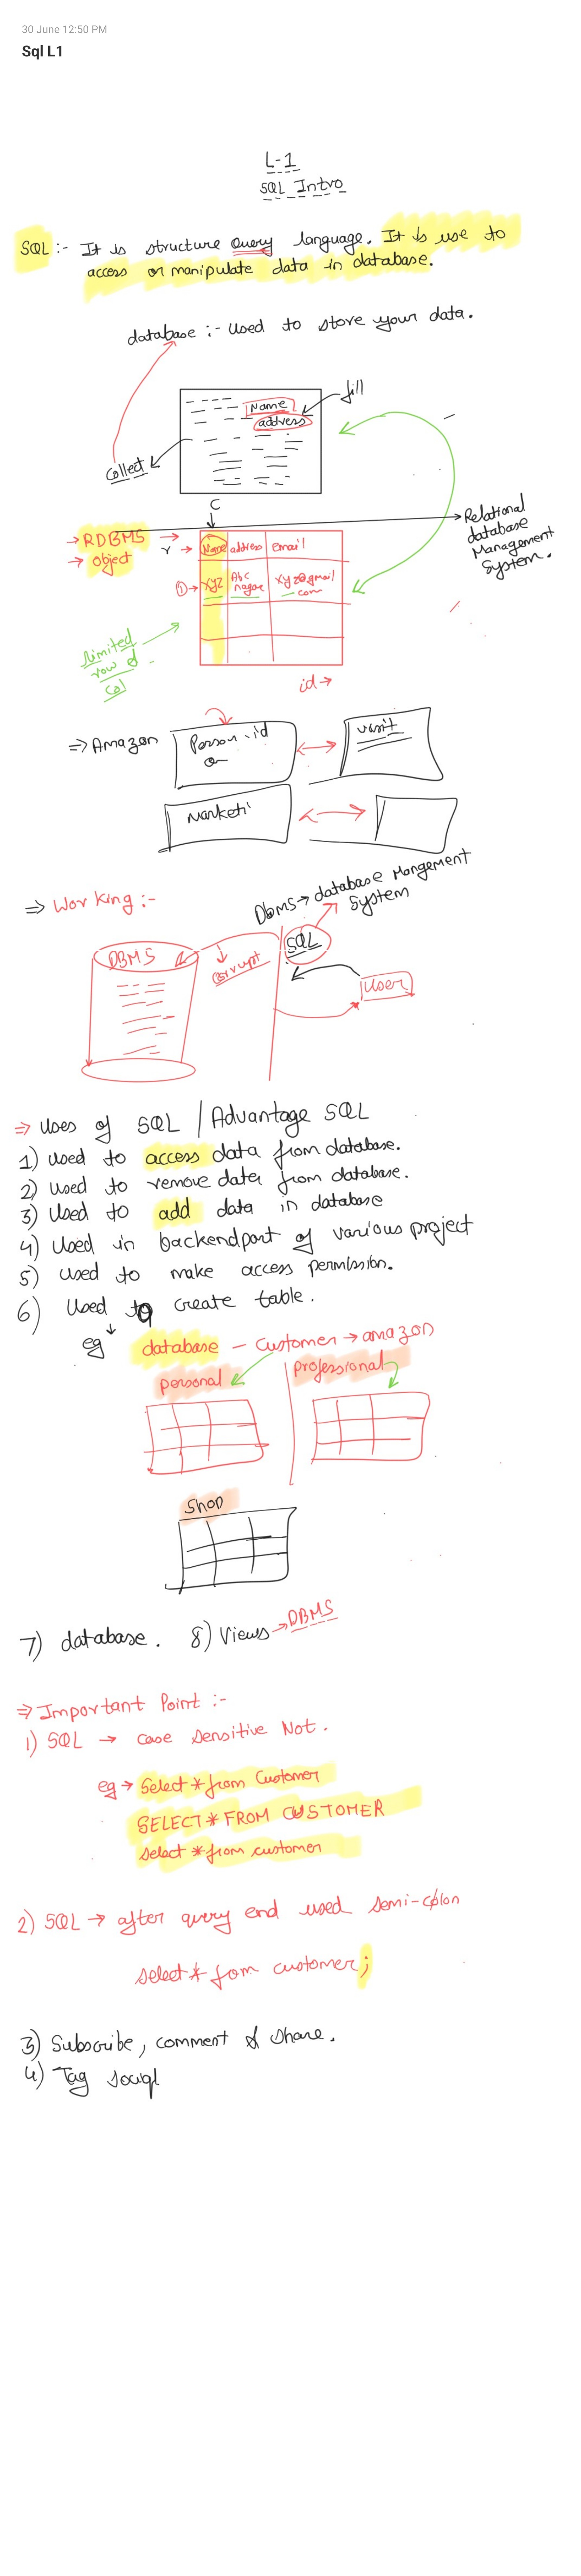 30 June 12:50 PM
Sql L1
L-1
SQL Intro
SQL :- It is structure Query language. It is use to
access or manipulate data in database.
database :- used to store your data.
fill
Name
address
Collect
C
→ RDBMS →
→ object
r →
Name address email
① → XYZ Abc nagar xyz@gmail com
Relational
database
Management
System.
limited
row &
col
id →
⇒ Amazon
Person - id
visit
Marketi
⇒ Working :-
Dbms → database Mangement
System
DBMS
Corrupt
SQL
User
⇒ Uses of SQL / Advantage SQL
1) Used to access data from database.
2) Used to remove data from database.
3) Used to add data in database
4) Used in backendpart of various project
5) used to make access permission.
6) Used to create table.
eg database - Customer → amazon
personal
professional
Shop
7) database. 8) Views → DBMS
⇒ Important Point :-
1) SQL → case sensitive Not.
eg → Select * from Customer
SELECT * FROM CUSTOMER
select * from customer
2) SQL → after query end used semi-colon
select * fom customer;
3) Subscribe, comment & share.
4) Tag